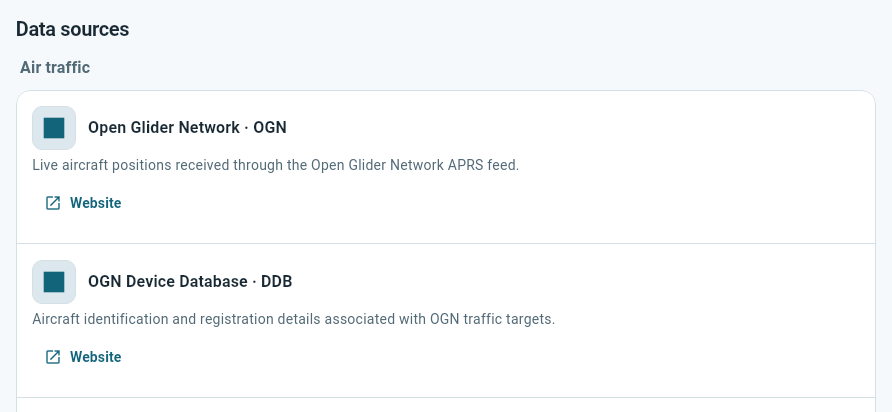 Data sources
Air traffic
Open Glider Network · OGN
Live aircraft positions received through the Open Glider Network APRS feed.
Website
OGN Device Database · DDB
Aircraft identification and registration details associated with OGN traffic targets.
Website